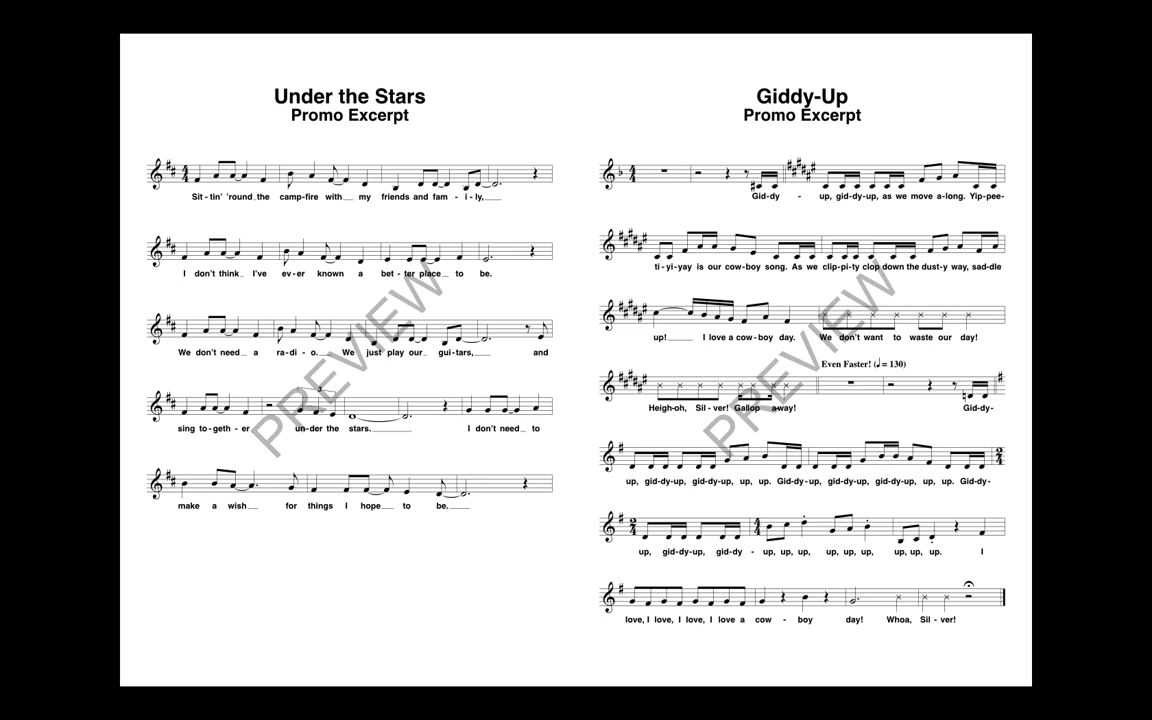 Under the Stars
Promo Excerpt
Sit - tin' 'round the camp-fire with my friends and fam - i - ly,
I don't think I've ev-er known a bet - ter place to be.
We don't need a ra - di - o. We just play our gui-tars, and
3
sing to-geth - er un-der the stars. I don't need to
make a wish for things I hope to be.
PREVIEW
Giddy-Up
Promo Excerpt
Gid-dy - up, gid-dy-up, as we move a-long. Yip-pee-
ti - yi-yay is our cow-boy song. As we clip-pi-ty clop down the dust-y way, sad-dle
up! I love a cow - boy day. We don't want to waste our day!
Even Faster! (♩ = 130)
Heigh-oh, Sil - ver! Gallop away! Gid-dy-
up, gid-dy-up, gid-dy-up, up, up. Gid-dy-up, gid-dy-up, gid-dy-up, up, up. Gid-dy-
up, gid-dy-up, gid-dy - up, up, up, up, up, up, up, up, up. I
love, I love, I love, I love a cow - boy day! Whoa, Sil - ver!
PREVIEW